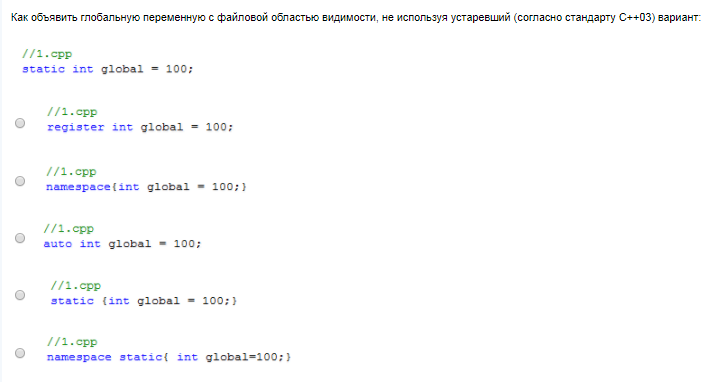 Как объявить глобальную переменную с файловой областью видимости, не используя устаревший (согласно стандарту C++03) вариант:
//1.cpp
static int global = 100;
//1.cpp
register int global = 100;
//1.cpp
namespace{int global = 100;}
//1.cpp
auto int global = 100;
//1.cpp
static {int global = 100;}
//1.cpp
namespace static{ int global=100;}